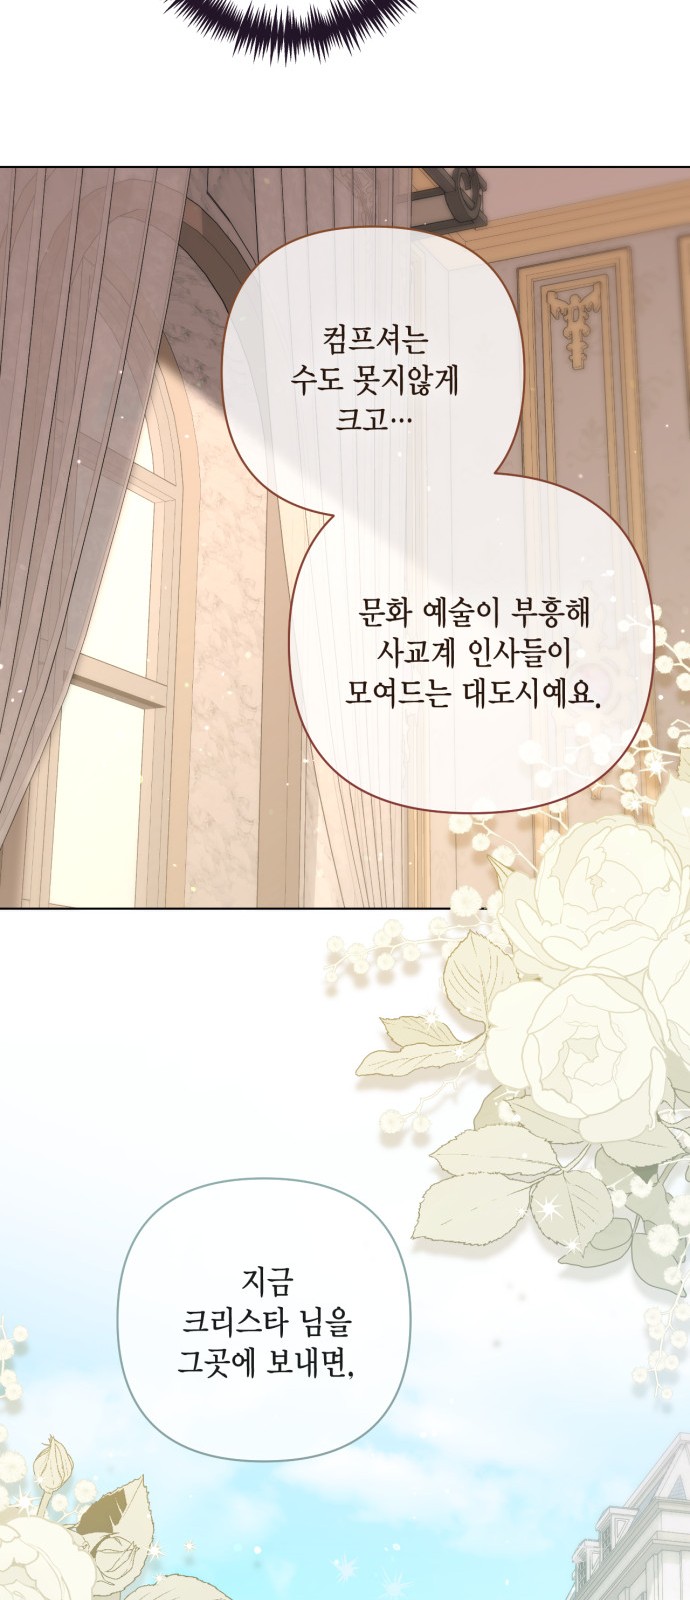 컴프셔는
수도 못지않게
크고…
문화 예술이 부흥해
사교계 인사들이
모여드는 대도시예요.
지금
크리스타 님을
그곳에 보내면,